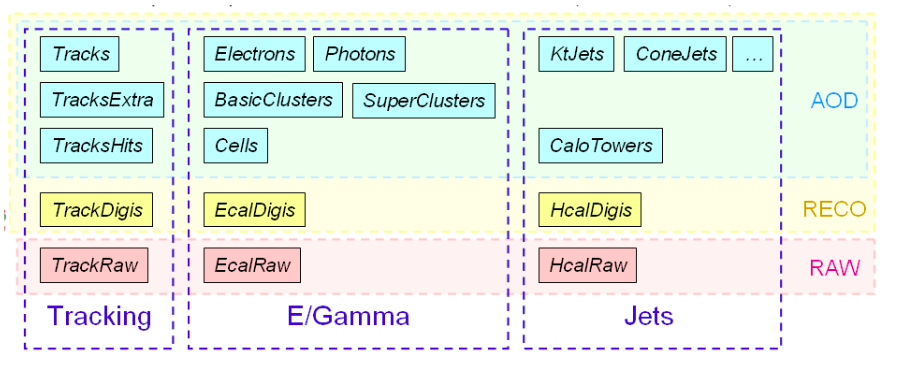 Tracks Electrons Photons KtJets ConeJets ...
TracksExtra BasicClusters SuperClusters AOD
TracksHits Cells CaloTowers
TrackDigis EcalDigis HcalDigis RECO
TrackRaw EcalRaw HcalRaw RAW
Tracking E/Gamma Jets